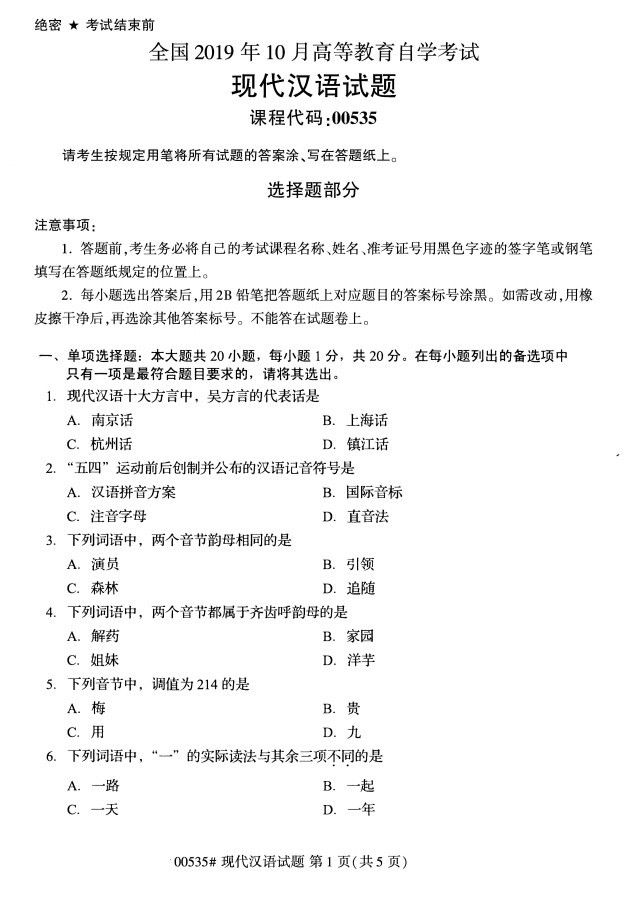 绝密 ★ 考试结束前
全国 2019 年 10 月高等教育自学考试
现代汉语试题
课程代码:00535
请考生按规定用笔将所有试题的答案涂、写在答题纸上。
选择题部分
注意事项:
1. 答题前,考生务必将自己的考试课程名称、姓名、准考证号用黑色字迹的签字笔或钢笔
填写在答题纸规定的位置上。
2. 每小题选出答案后,用 2B 铅笔把答题纸上对应题目的答案标号涂黑。如需改动,用橡
皮擦干净后,再选涂其他答案标号。不能答在试题卷上。
一、单项选择题：本大题共 20 小题，每小题 1 分，共 20 分。在每小题列出的备选项中
只有一项是最符合题目要求的，请将其选出。
1. 现代汉语十大方言中，吴方言的代表话是
A. 南京话 B. 上海话
C. 杭州话 D. 镇江话
2. “五四”运动前后创制并公布的汉语记音符号是
A. 汉语拼音方案 B. 国际音标
C. 注音字母 D. 直音法
3. 下列词语中，两个音节韵母相同的是
A. 演员 B. 引领
C. 森林 D. 追随
4. 下列词语中，两个音节都属于齐齿呼韵母的是
A. 解药 B. 家园
C. 姐妹 D. 洋芋
5. 下列音节中，调值为 214 的是
A. 梅 B. 贵
C. 用 D. 九
6. 下列词语中，“一”的实际读法与其余三项不同的是
A. 一路 B. 一起
C. 一天 D. 一年
00535# 现代汉语试题 第 1 页(共 5 页)